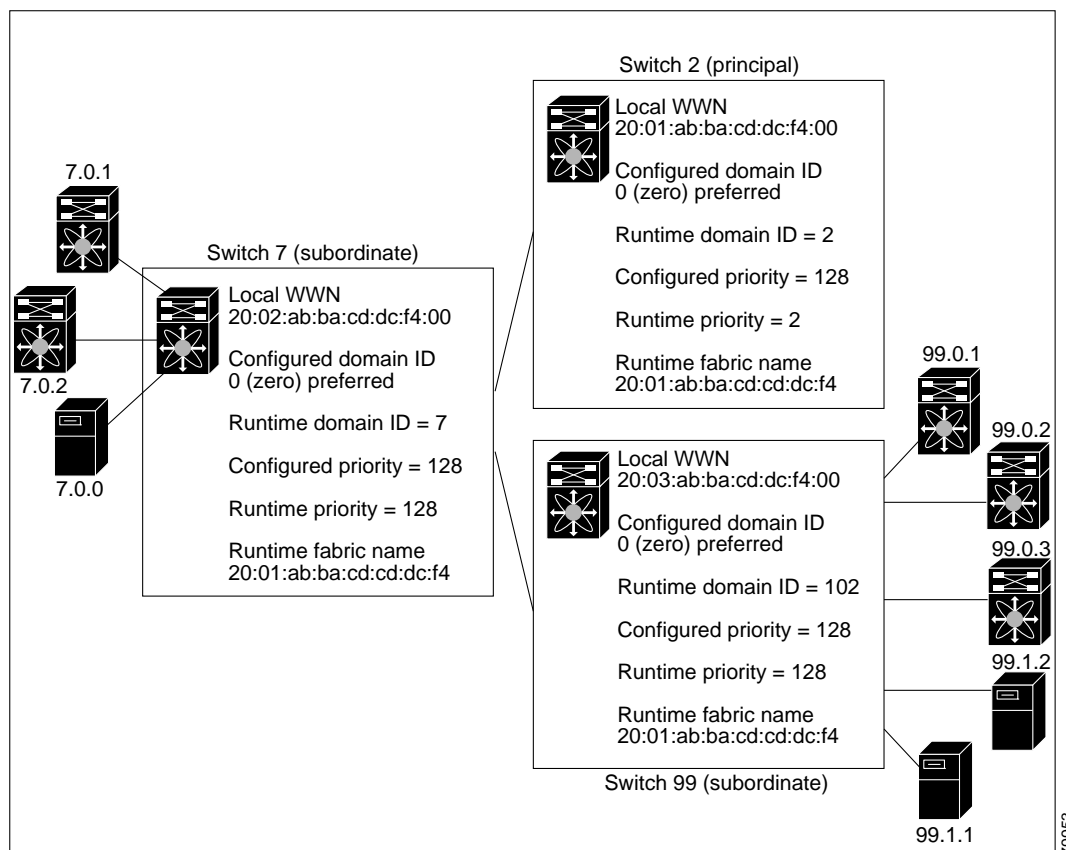 Switch 2 (principal)
Local WWN
20:01:ab:ba:cd:dc:f4:00
Configured domain ID
0 (zero) preferred
Runtime domain ID = 2
Configured priority = 128
Runtime priority = 2
Runtime fabric name
20:01:ab:ba:cd:cd:dc:f4
7.0.1
7.0.2
7.0.0
Switch 7 (subordinate)
Local WWN
20:02:ab:ba:cd:dc:f4:00
Configured domain ID
0 (zero) preferred
Runtime domain ID = 7
Configured priority = 128
Runtime priority = 128
Runtime fabric name
20:01:ab:ba:cd:cd:dc:f4
Local WWN
20:03:ab:ba:cd:dc:f4:00
Configured domain ID
0 (zero) preferred
Runtime domain ID = 102
Configured priority = 128
Runtime priority = 128
Runtime fabric name
20:01:ab:ba:cd:cd:dc:f4
Switch 99 (subordinate)
99.0.1
99.0.2
99.0.3
99.1.2
99.1.1